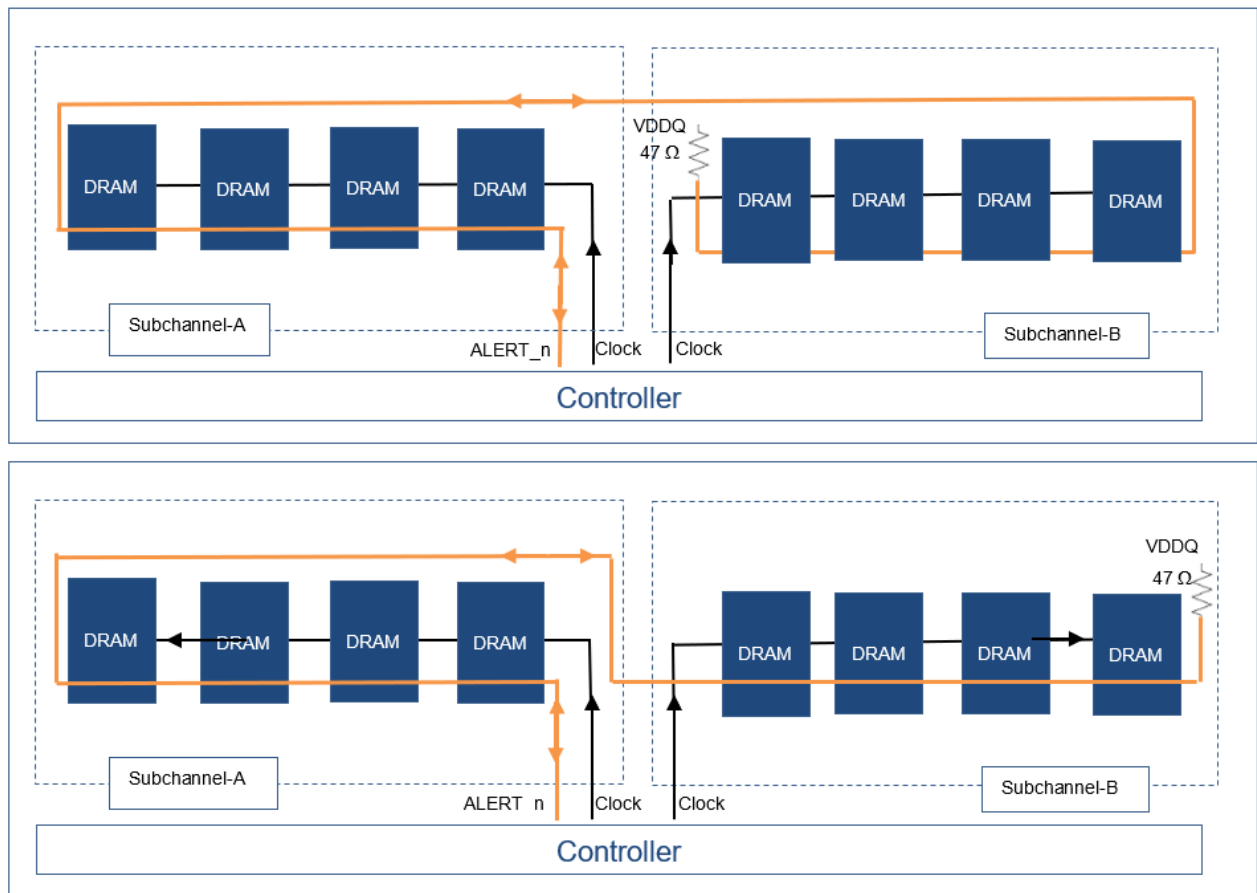 VDDQ
47 Ω
DRAM DRAM DRAM DRAM DRAM DRAM DRAM DRAM
Subchannel-A
Subchannel-B
ALERT_n Clock Clock
Controller
VDDQ
47 Ω
DRAM DRAM DRAM DRAM DRAM DRAM DRAM DRAM
Subchannel-A
Subchannel-B
ALERT_n Clock Clock
Controller